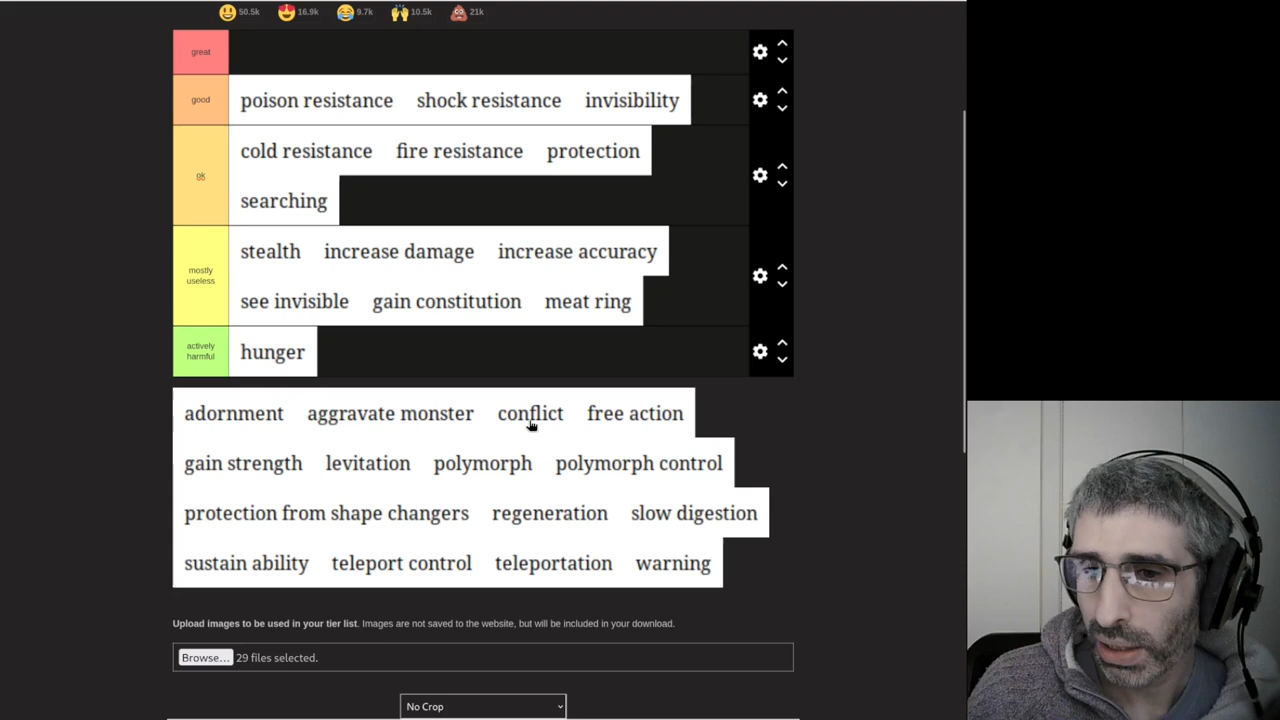 50.5k 16.9k 9.7k 10.5k 21k
great
good
poison resistance shock resistance invisibility
ok
cold resistance fire resistance protection
searching
mostly
useless
stealth increase damage increase accuracy
see invisible gain constitution meat ring
actively
harmful
hunger
adornment aggravate monster conflict free action
gain strength levitation polymorph polymorph control
protection from shape changers regeneration slow digestion
sustain ability teleport control teleportation warning
Upload images to be used in your tier list. Images are not saved to the website, but will be included in your download.
Browse... 29 files selected.
No Crop